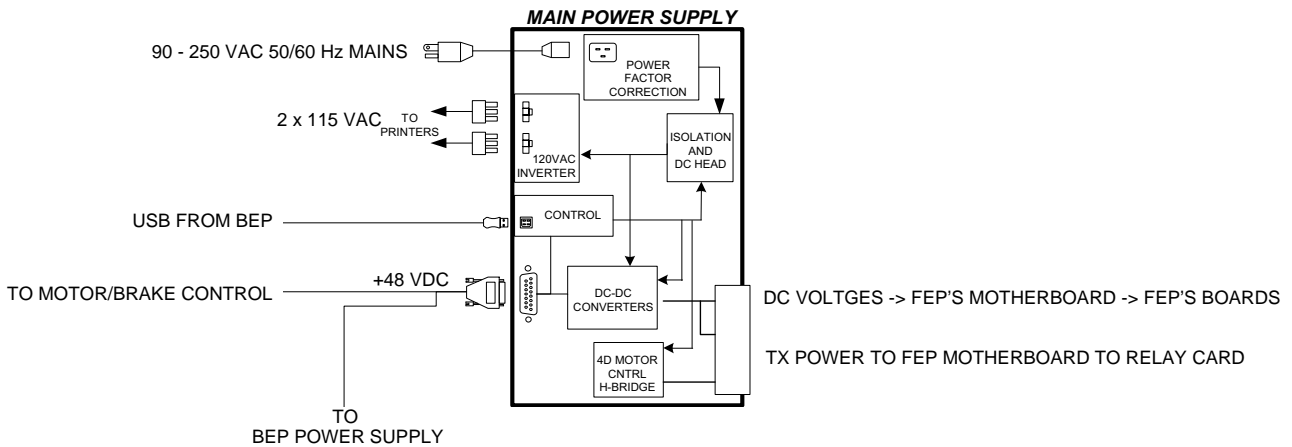 MAIN POWER SUPPLY
90 - 250 VAC 50/60 Hz MAINS
POWER
FACTOR
CORRECTION
2 x 115 VAC
TO
PRINTERS
120VAC
INVERTER
ISOLATION
AND
DC HEAD
USB FROM BEP
CONTROL
+48 VDC
TO MOTOR/BRAKE CONTROL
DC-DC
CONVERTERS
DC VOLTGES -> FEP'S MOTHERBOARD -> FEP'S BOARDS
4D MOTOR
CNTRL
H-BRIDGE
TX POWER TO FEP MOTHERBOARD TO RELAY CARD
TO
BEP POWER SUPPLY